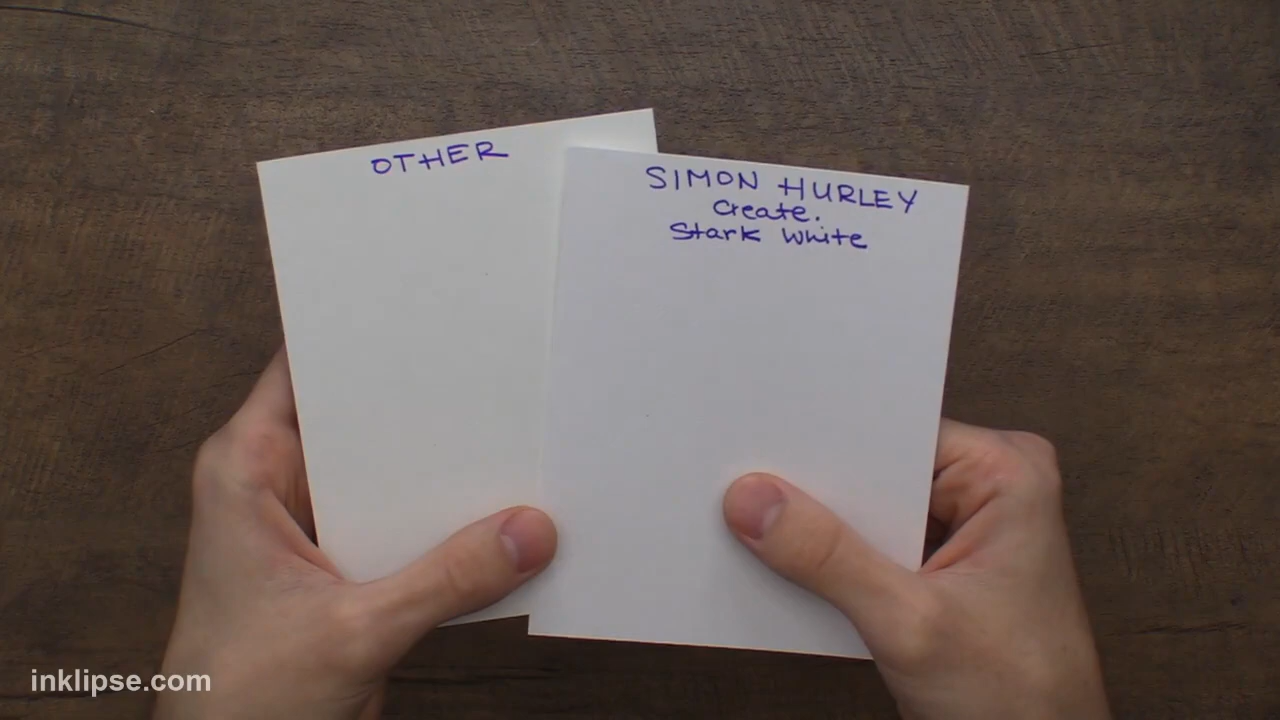 OTHER
SIMON HURLEY
Create.
Stark White
inklipse.com